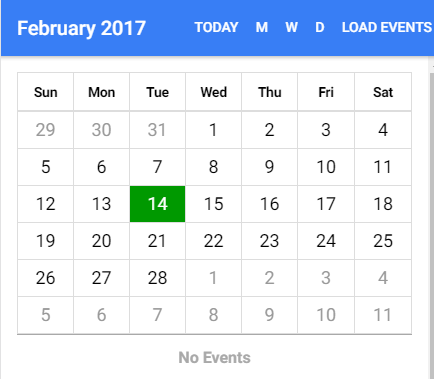 February 2017 TODAY M W D LOAD EVENTS
Sun Mon Tue Wed Thu Fri Sat
29 30 31 1 2 3 4
5 6 7 8 9 10 11
12 13 14 15 16 17 18
19 20 21 22 23 24 25
26 27 28 1 2 3 4
5 6 7 8 9 10 11
No Events